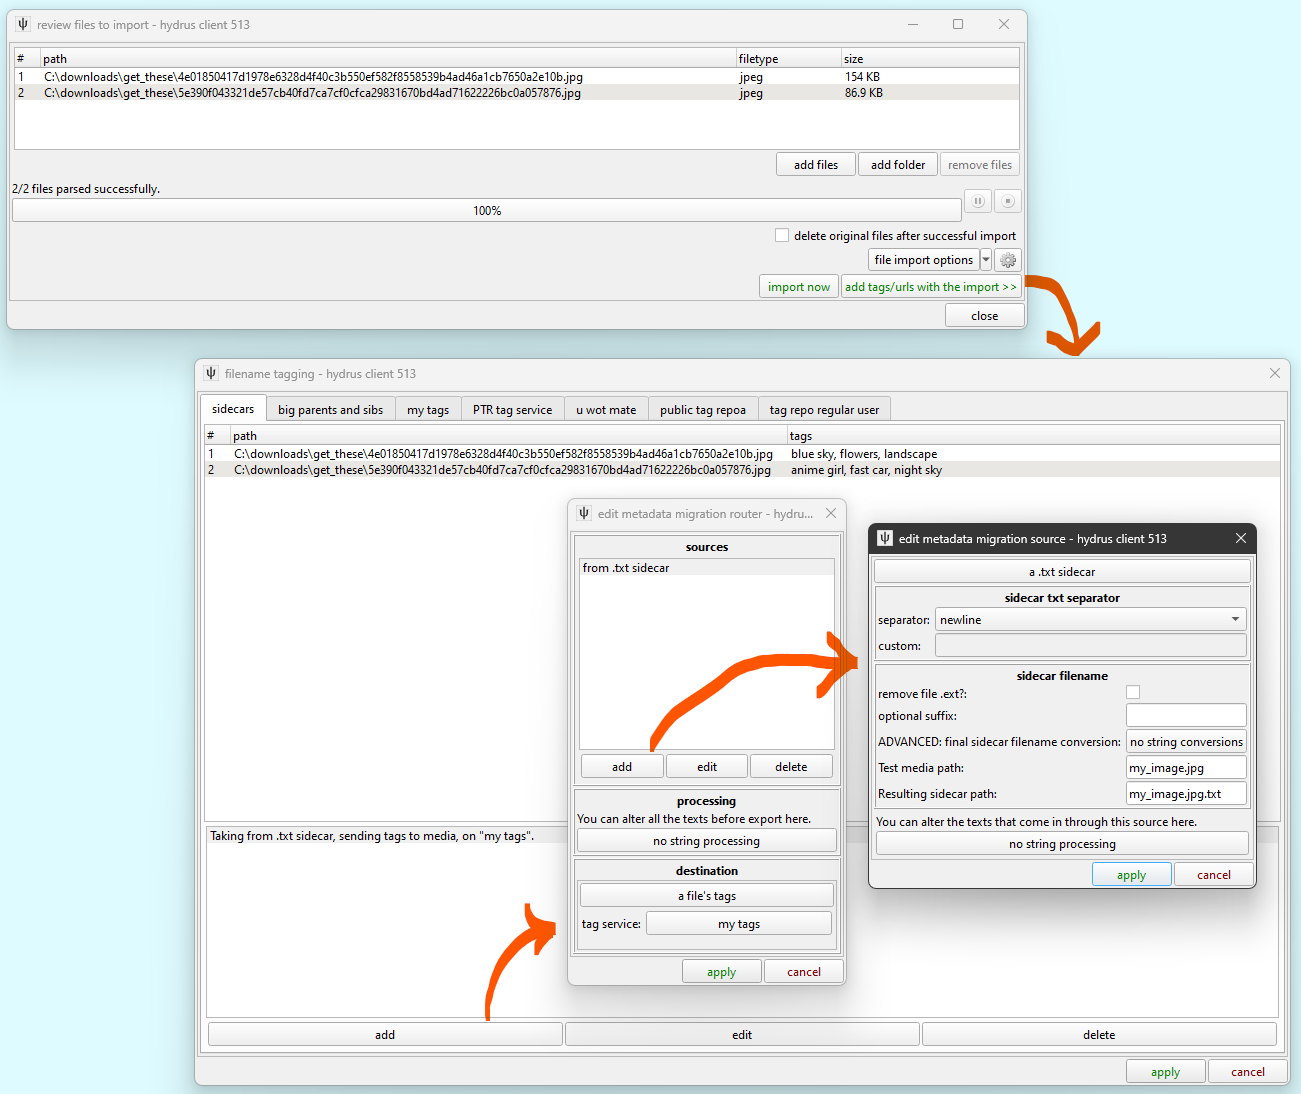 review files to import - hydrus client 513
# path filetype size
1 C:\downloads\get_these\4e01850417d1978e6328d4f40c3b550ef582f8558539b4ad46a1cb7650a2e10b.jpg jpeg 154 KB
2 C:\downloads\get_these\5e390f043321de57cb40fd7ca7cf0cfca29831670bd4ad71622226bc0a057876.jpg jpeg 86.9 KB
add files add folder remove files
2/2 files parsed successfully.
100%
delete original files after successful import
file import options
import now add tags/urls with the import >>
close
filename tagging - hydrus client 513
sidecars big parents and sibs my tags PTR tag service u wot mate public tag repoa tag repo regular user
# path tags
1 C:\downloads\get_these\4e01850417d1978e6328d4f40c3b550ef582f8558539b4ad46a1cb7650a2e10b.jpg blue sky, flowers, landscape
2 C:\downloads\get_these\5e390f043321de57cb40fd7ca7cf0cfca29831670bd4ad71622226bc0a057876.jpg anime girl, fast car, night sky
edit metadata migration router - hydru...
sources
from .txt sidecar
add edit delete
processing
You can alter all the texts before export here.
no string processing
destination
a file's tags
tag service: my tags
apply cancel
edit metadata migration source - hydrus client 513
a .txt sidecar
sidecar txt separator
separator: newline
custom:
sidecar filename
remove file .ext?:
optional suffix:
ADVANCED: final sidecar filename conversion: no string conversions
Test media path: my_image.jpg
Resulting sidecar path: my_image.jpg.txt
You can alter the texts that come in through this source here.
no string processing
apply cancel
Taking from .txt sidecar, sending tags to media, on "my tags".
add edit delete
apply cancel